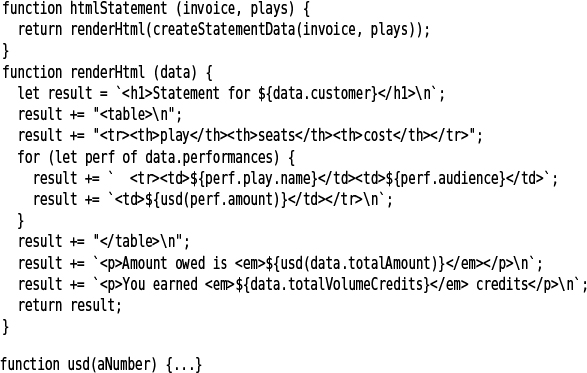 function htmlStatement (invoice, plays) {
  return renderHtml(createStatementData(invoice, plays));
}
function renderHtml (data) {
  let result = `<h1>Statement for ${data.customer}</h1>\n`;
  result += "<table>\n";
  result += "<tr><th>play</th><th>seats</th><th>cost</th></tr>";
  for (let perf of data.performances) {
    result += `  <tr><td>${perf.play.name}</td><td>${perf.audience}</td>`;
    result += `<td>${usd(perf.amount)}</td></tr>\n`;
  }
  result += "</table>\n";
  result += `<p>Amount owed is <em>${usd(data.totalAmount)}</em></p>\n`;
  result += `<p>You earned <em>${data.totalVolumeCredits}</em> credits</p>\n`;
  return result;
}
function usd(aNumber) {...}